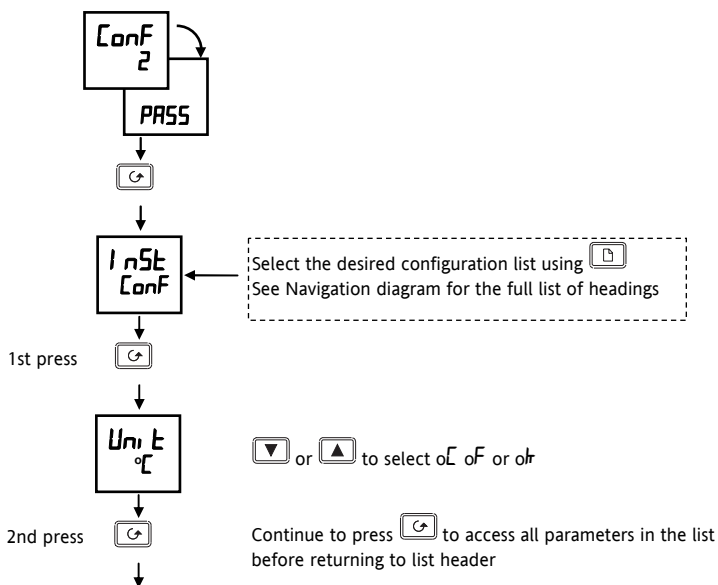 ConF
2
PASS
InSt
ConF
Select the desired configuration list using
See Navigation diagram for the full list of headings
1st press
Unit
°C
or to select oC oF or oK
2nd press
Continue to press to access all parameters in the list
before returning to list header